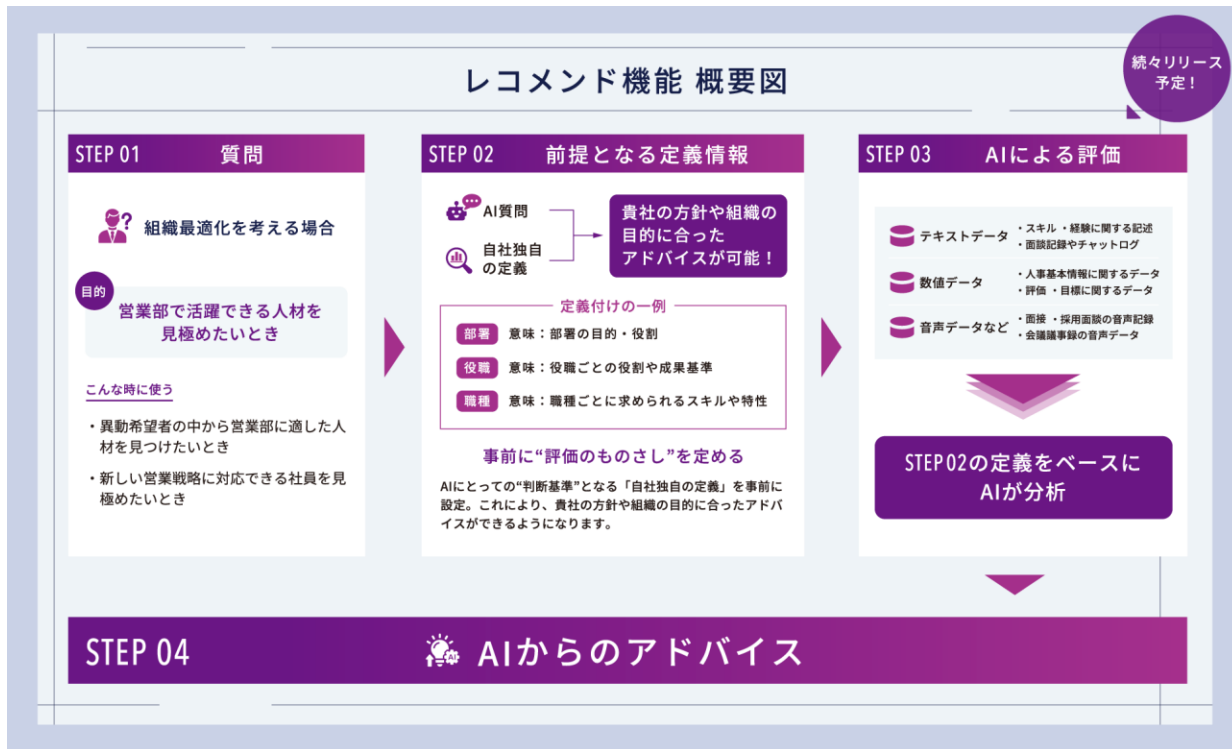 続々リリース
予定！
レコメンド機能 概要図
STEP 01 質問
?
組織最適化を考える場合
目的
営業部で活躍できる人材を
見極めたいとき
こんな時に使う
・異動希望者の中から営業部に適した人
材を見つけたいとき
・新しい営業戦略に対応できる社員を見
極めたいとき
STEP 02 前提となる定義情報
AI質問
自社独自
の定義
貴社の方針や組織の
目的に合った
アドバイスが可能！
定義付けの一例
部署 意味：部署の目的・役割
役職 意味：役職ごとの役割や成果基準
職種 意味：職種ごとに求められるスキルや特性
事前に“評価のものさし”を定める
AIにとっての“判断基準”となる「自社独自の定義」を事前に
設定。これにより、貴社の方針や組織の目的に合ったアドバ
イスができるようになります。
STEP 03 AIによる評価
テキストデータ
・スキル ・経験に関する記述
・面談記録やチャットログ
数値データ
・人事基本情報に関するデータ
・評価 ・目標に関するデータ
音声データなど
・面接 ・採用面談の音声記録
・会議議事録の音声データ
STEP02の定義をベースに
AIが分析
STEP 04 AIからのアドバイス